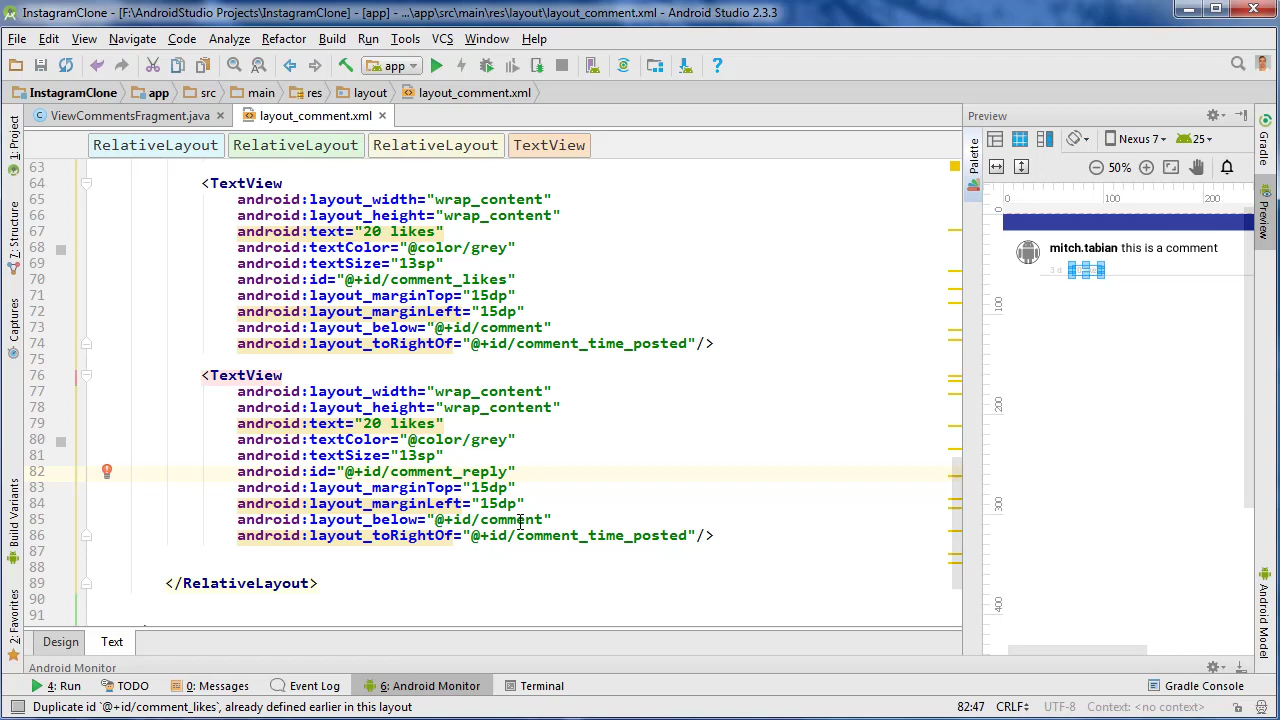 InstagramClone - [F:\AndroidStudio Projects\InstagramClone] - [app] - ...\app\src\main\res\layout\layout_comment.xml - Android Studio 2.3.3
File Edit View Navigate Code Analyze Refactor Build Run Tools VCS Window Help
app
InstagramClone app src main res layout layout_comment.xml
ViewCommentsFragment.java layout_comment.xml
RelativeLayout RelativeLayout RelativeLayout TextView
63
64 <TextView
65 android:layout_width="wrap_content"
66 android:layout_height="wrap_content"
67 android:text="20 likes"
68 android:textColor="@color/grey"
69 android:textSize="13sp"
70 android:id="@+id/comment_likes"
71 android:layout_marginTop="15dp"
72 android:layout_marginLeft="15dp"
73 android:layout_below="@+id/comment"
74 android:layout_toRightOf="@+id/comment_time_posted"/>
75
76 <TextView
77 android:layout_width="wrap_content"
78 android:layout_height="wrap_content"
79 android:text="20 likes"
80 android:textColor="@color/grey"
81 android:textSize="13sp"
82 android:id="@+id/comment_reply"
83 android:layout_marginTop="15dp"
84 android:layout_marginLeft="15dp"
85 android:layout_below="@+id/comment"
86 android:layout_toRightOf="@+id/comment_time_posted"/>
87
88
89 </RelativeLayout>
90
91
1: Project
7: Structure
Captures
Build Variants
2: Favorites
Design Text
Preview
Palette
Nexus 7 25
50%
0 100 200
0
100
200
300
400
mitch.tabian this is a comment
3 d
Gradle
Preview
Android Model
Android Monitor
4: Run TODO 0: Messages Event Log 6: Android Monitor Terminal Gradle Console
Duplicate id `@+id/comment_likes`, already defined earlier in this layout 82:47 CRLF UTF-8 Context: <no context>